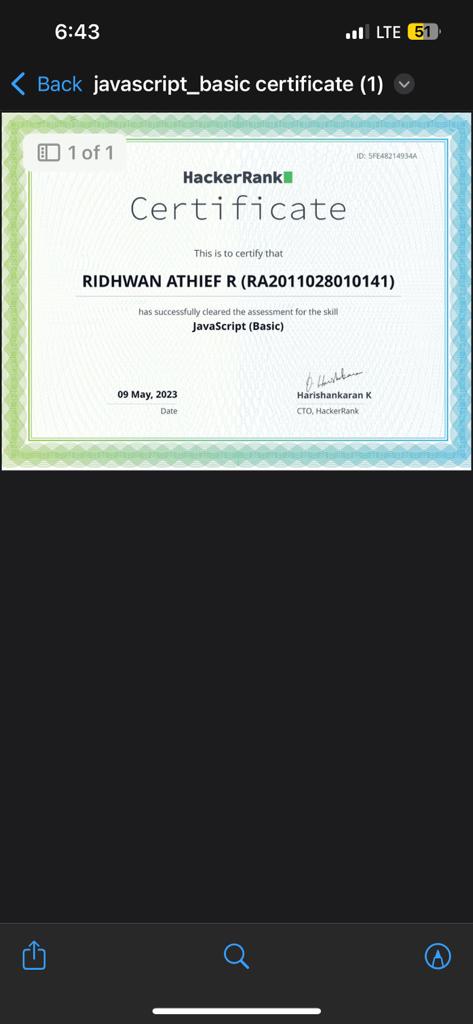 6:43
LTE 51
Back javascript_basic certificate (1)
1 of 1
ID: 5FE48214934A
HackerRank
Certificate
This is to certify that
RIDHWAN ATHIEF R (RA2011028010141)
has successfully cleared the assessment for the skill
JavaScript (Basic)
09 May, 2023
Date
Harishankaran K
CTO, HackerRank